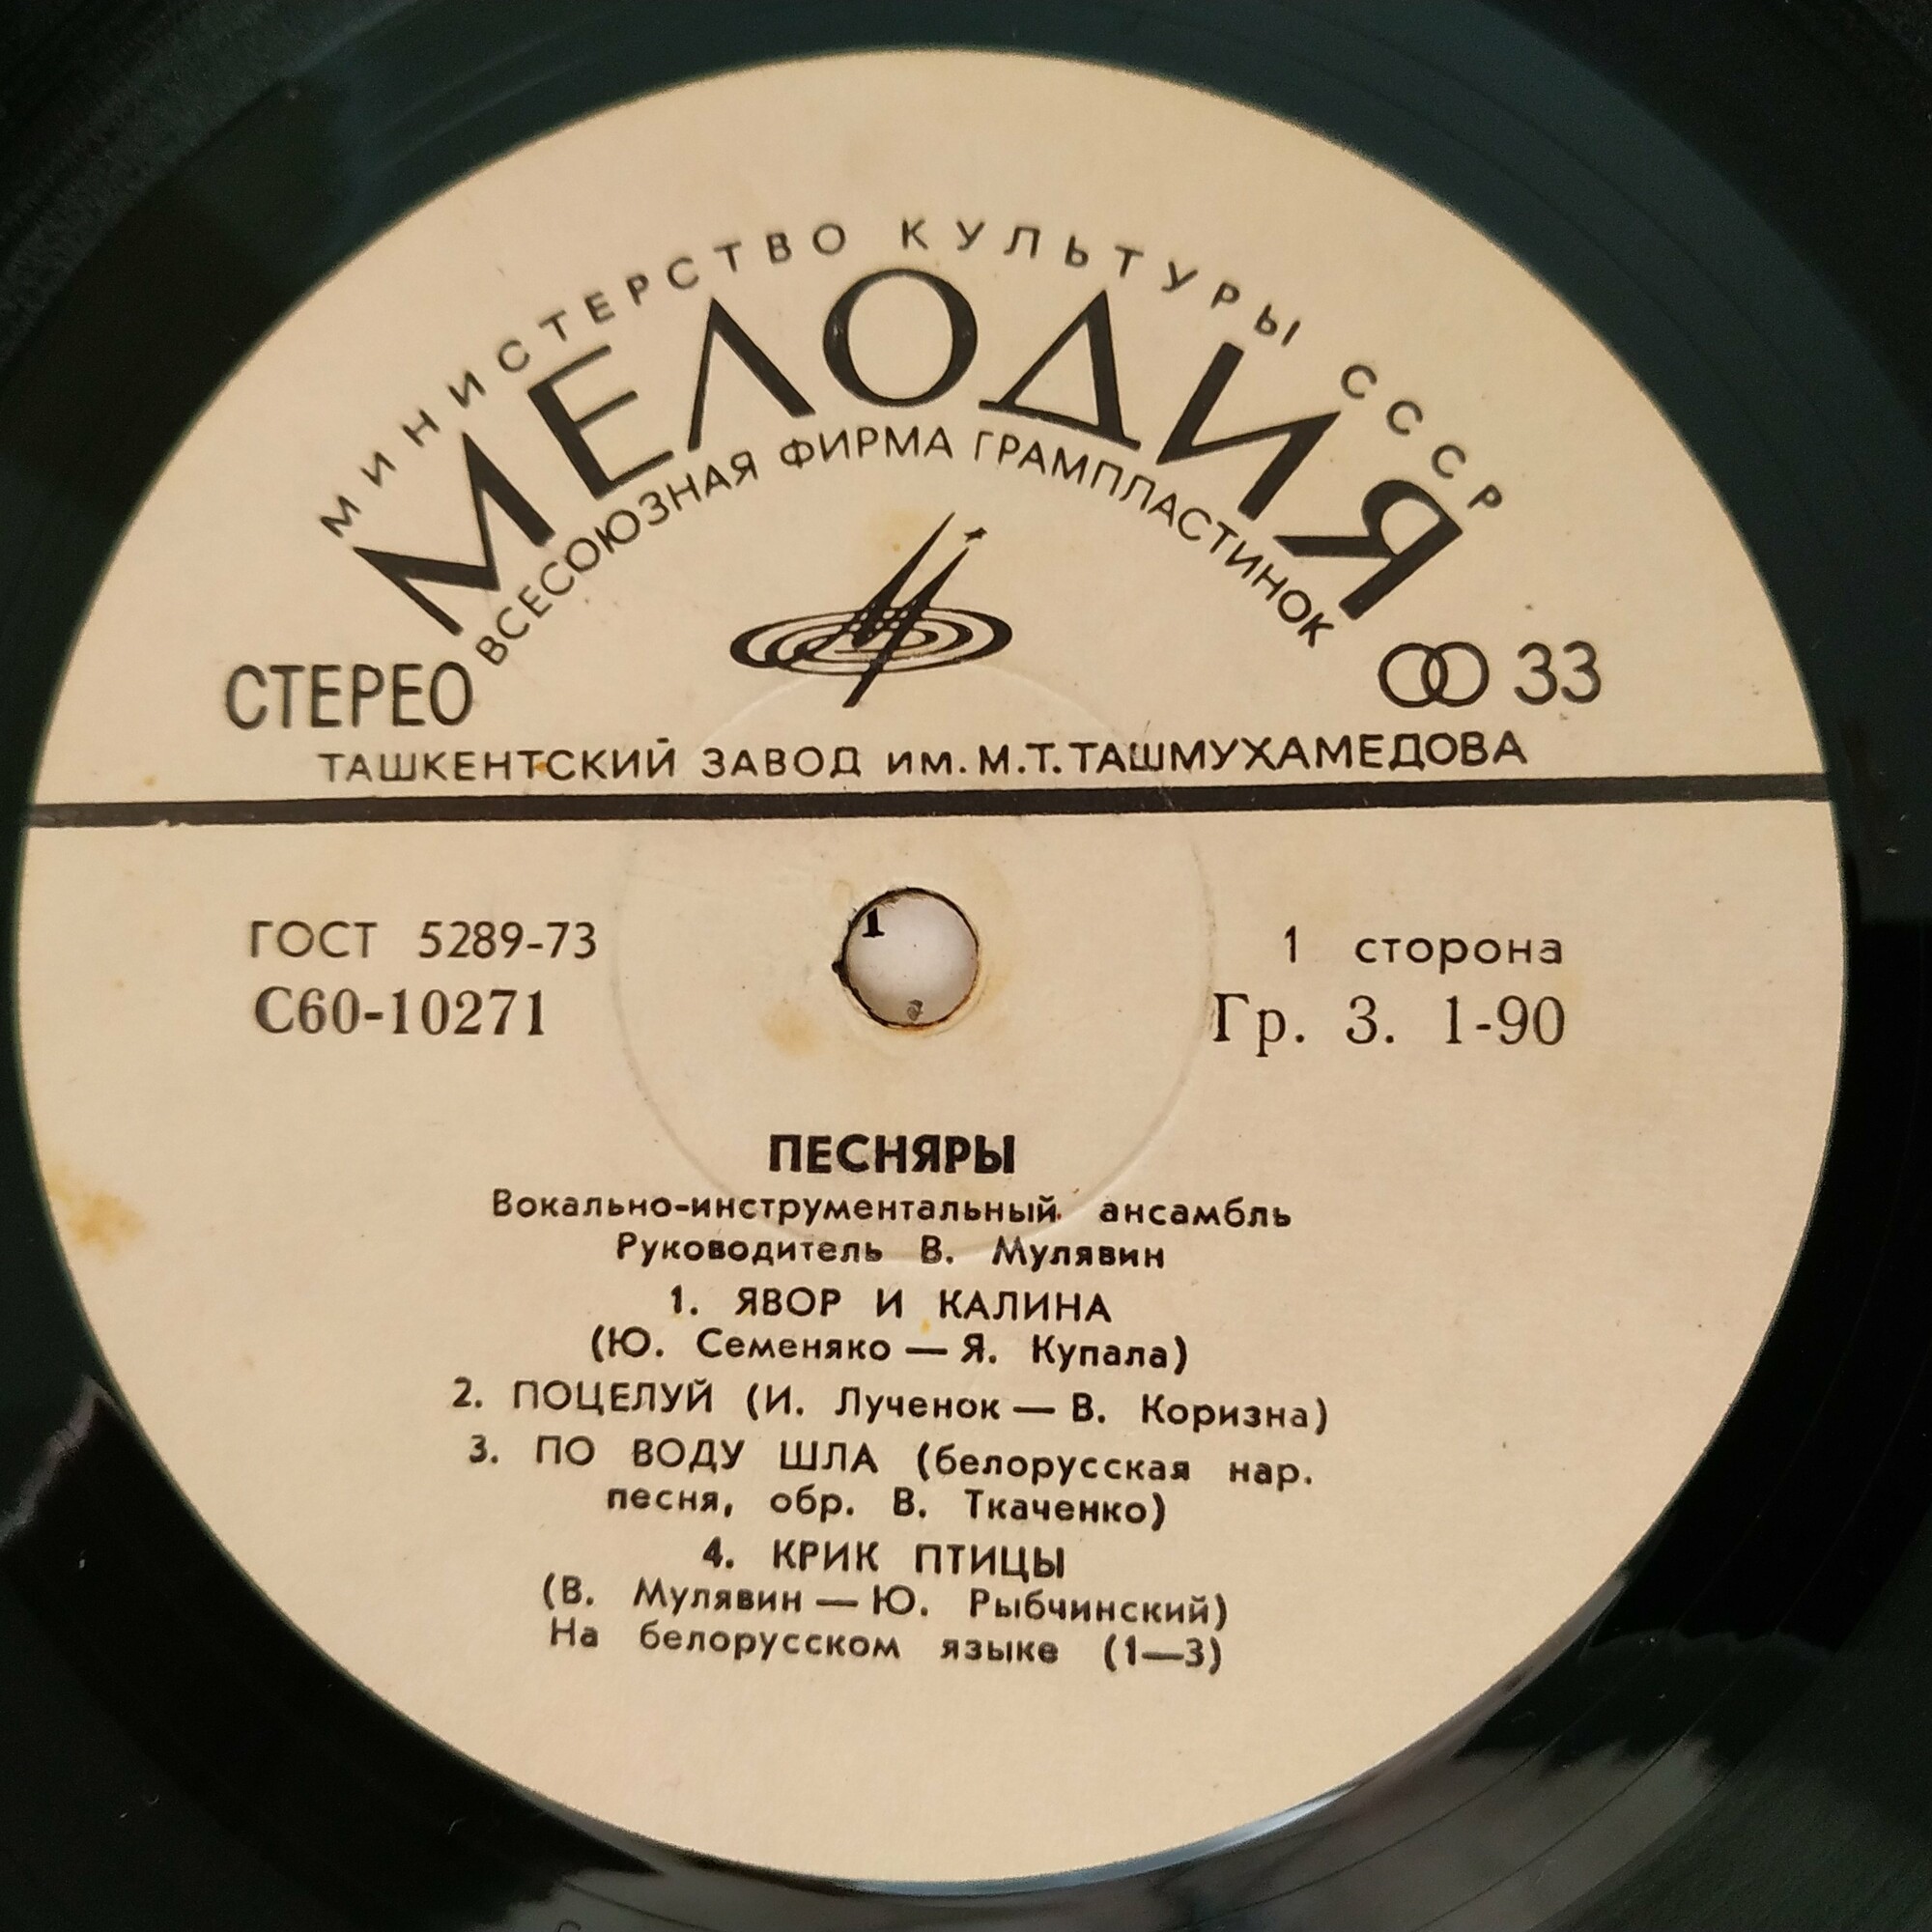 МИНИСТЕРСТВО КУЛЬТУРЫ СССР
МЕЛОДИЯ
ВСЕСОЮЗНАЯ ФИРМА ГРАМПЛАСТИНОК
СТЕРЕО
33
ТАШКЕНТСКИЙ ЗАВОД им. М.Т. ТАШМУХАМЕДОВА
ГОСТ 5289-73
1 сторона
С60-10271
Гр. 3. 1-90
ПЕСНЯРЫ
Вокально-инструментальный ансамбль
Руководитель В. Мулявин
1. ЯВОР И КАЛИНА
(Ю. Семеняко — Я. Купала)
2. ПОЦЕЛУЙ (И. Лученок — В. Коризна)
3. ПО ВОДУ ШЛА (белорусская нар.
песня, обр. В. Ткаченко)
4. КРИК ПТИЦЫ
(В. Мулявин — Ю. Рыбчинский)
На белорусском языке (1—3)